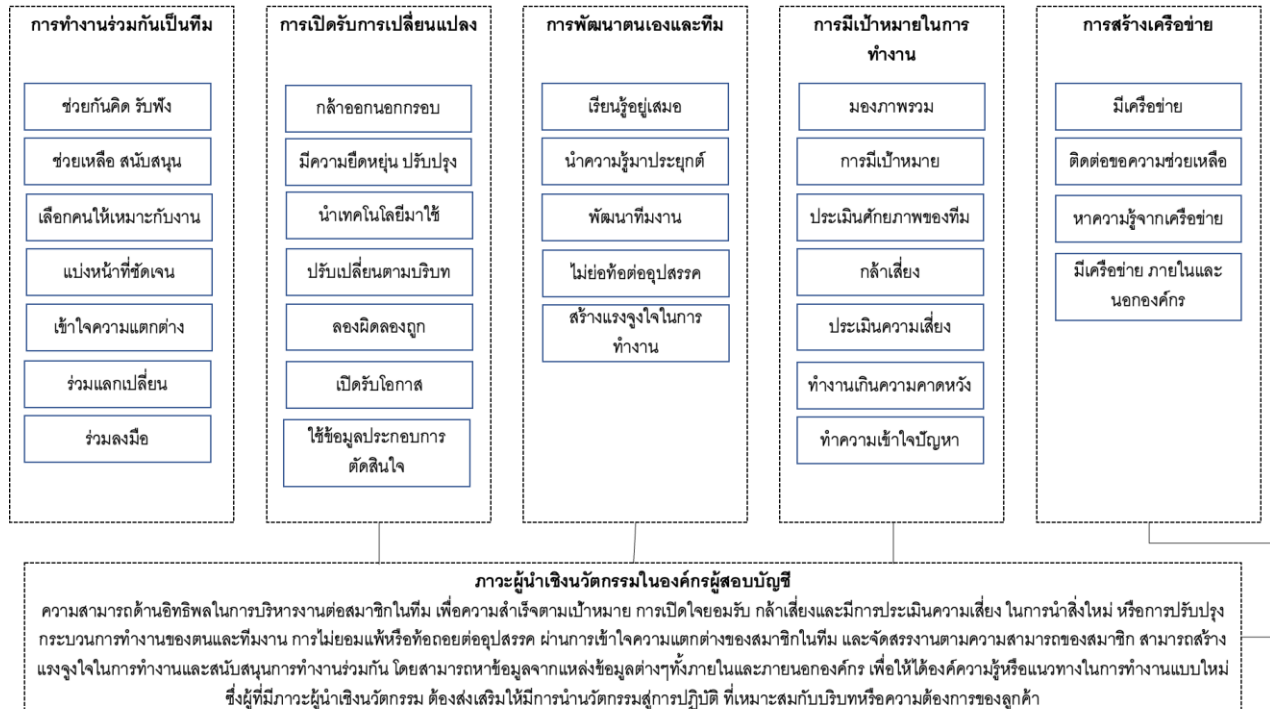 การทำงานร่วมกันเป็นทีม
ช่วยกันคิด รับฟัง
ช่วยเหลือ สนับสนุน
เลือกคนให้เหมาะกับงาน
แบ่งหน้าที่ชัดเจน
เข้าใจความแตกต่าง
ร่วมแลกเปลี่ยน
ร่วมลงมือ
การเปิดรับการเปลี่ยนแปลง
กล้าออกนอกกรอบ
มีความยืดหยุ่น ปรับปรุง
นำเทคโนโลยีมาใช้
ปรับเปลี่ยนตามบริบท
ลองผิดลองถูก
เปิดรับโอกาส
ใช้ข้อมูลประกอบการ
ตัดสินใจ
การพัฒนาตนเองและทีม
เรียนรู้อยู่เสมอ
นำความรู้มาประยุกต์
พัฒนาทีมงาน
ไม่ย่อท้อต่ออุปสรรค
สร้างแรงจูงใจในการ
ทำงาน
การมีเป้าหมายในการ
ทำงาน
มองภาพรวม
การมีเป้าหมาย
ประเมินศักยภาพของทีม
กล้าเสี่ยง
ประเมินความเสี่ยง
ทำงานเกินความคาดหวัง
ทำความเข้าใจปัญหา
การสร้างเครือข่าย
มีเครือข่าย
ติดต่อขอความช่วยเหลือ
หาความรู้จากเครือข่าย
มีเครือข่าย ภายในและ
นอกองค์กร
ภาวะผู้นำเชิงนวัตกรรมในองค์กรผู้สอบบัญชี
ความสามารถด้านอิทธิพลในการบริหารงานต่อสมาชิกในทีม เพื่อความสำเร็จตามเป้าหมาย การเปิดใจยอมรับ กล้าเสี่ยงและมีการประเมินความเสี่ยง ในการนำสิ่งใหม่ หรือการปรับปรุง
กระบวนการทำงานของตนและทีมงาน การไม่ยอมแพ้หรือท้อถอยต่ออุปสรรค ผ่านการเข้าใจความแตกต่างของสมาชิกในทีม และจัดสรรงานตามความสามารถของสมาชิก สามารถสร้าง
แรงจูงใจในการทำงานและสนับสนุนการทำงานร่วมกัน โดยสามารถหาข้อมูลจากแหล่งข้อมูลต่างๆทั้งภายในและภายนอกองค์กร เพื่อให้ได้องค์ความรู้หรือแนวทางในการทำงานแบบใหม่
ซึ่งผู้ที่มีภาวะผู้นำเชิงนวัตกรรม ต้องส่งเสริมให้มีการนำนวัตกรรมสู่การปฏิบัติ ที่เหมาะสมกับบริบทหรือความต้องการของลูกค้า